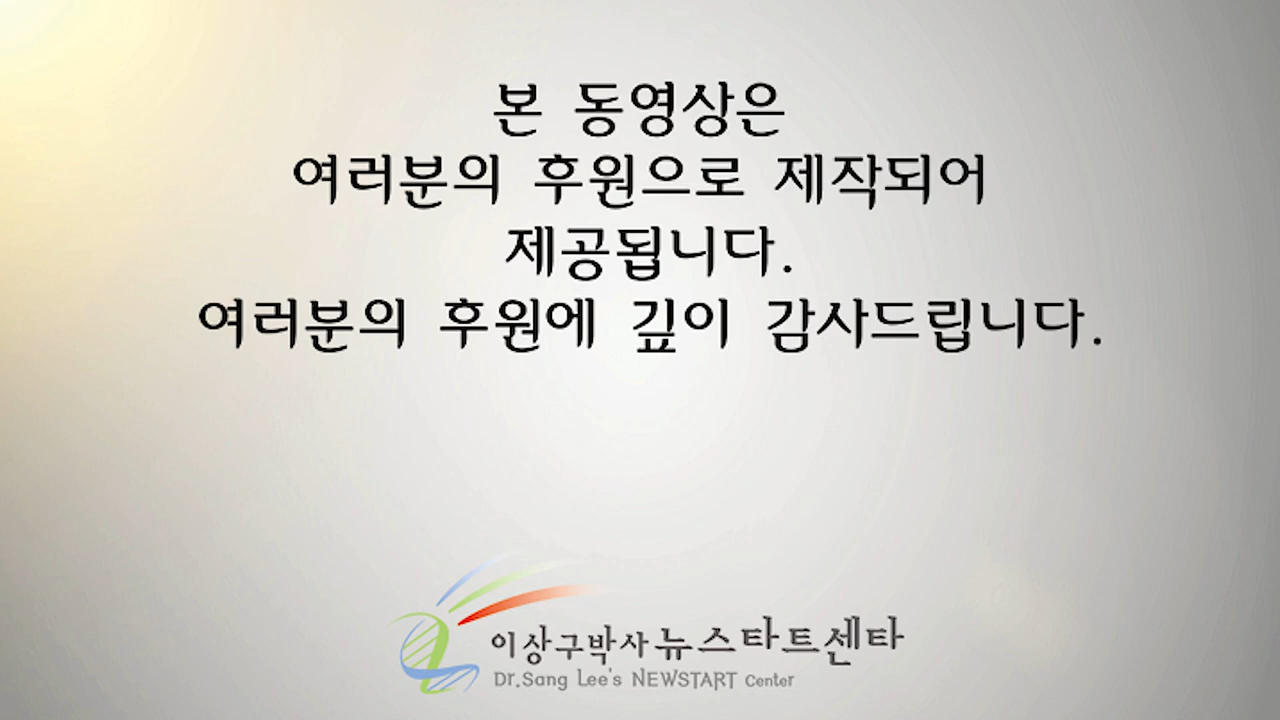 본 동영상은
여러분의 후원으로 제작되어
제공됩니다.
여러분의 후원에 깊이 감사드립니다.
이상구박사뉴스타트센타
Dr.Sang Lee's NEWSTART Center